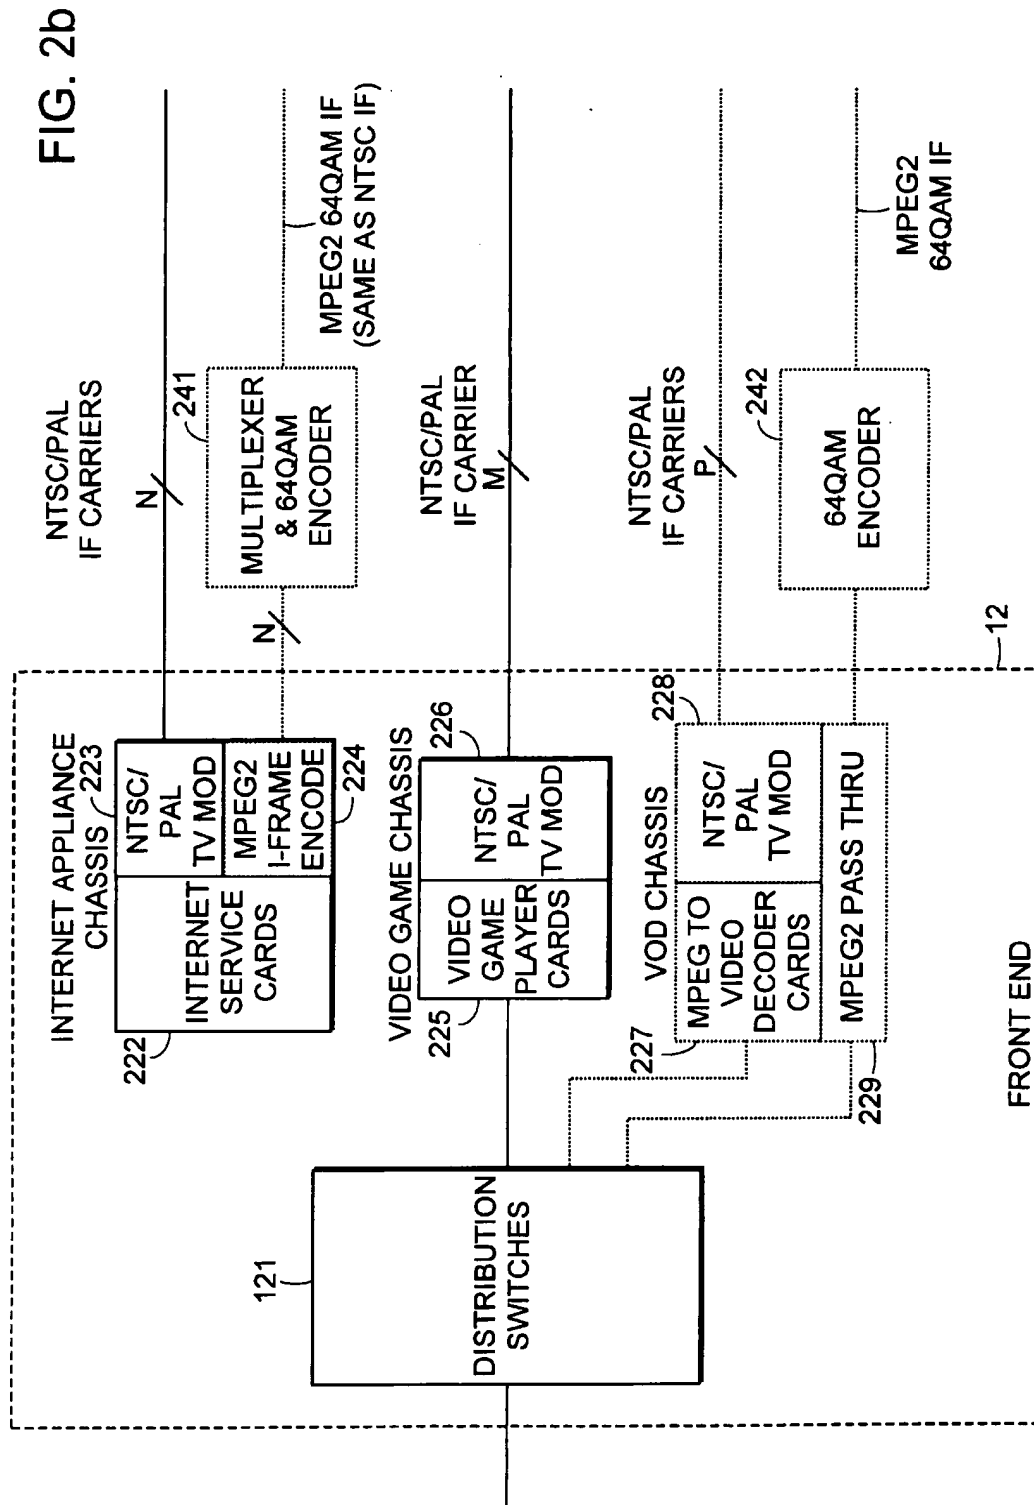 FIG. 2b
INTERNET APPLIANCE
CHASSIS
223
NTSC/
PAL
TV MOD
INTERNET
SERVICE
CARDS
MPEG2
I-FRAME
ENCODE
222
224
NTSC/PAL
IF CARRIERS
N
241
MULTIPLEXER
& 64QAM
ENCODER
N
MPEG2 64QAM IF
(SAME AS NTSC IF)
VIDEO GAME CHASSIS
226
VIDEO
GAME
PLAYER
CARDS
NTSC/
PAL
TV MOD
225
NTSC/PAL
IF CARRIER
M
121
DISTRIBUTION
SWITCHES
VOD CHASSIS
228
227
MPEG TO
VIDEO
DECODER
CARDS
NTSC/
PAL
TV MOD
MPEG2 PASS THRU
229
NTSC/PAL
IF CARRIERS
P
242
64QAM
ENCODER
MPEG2
64QAM IF
12
FRONT END